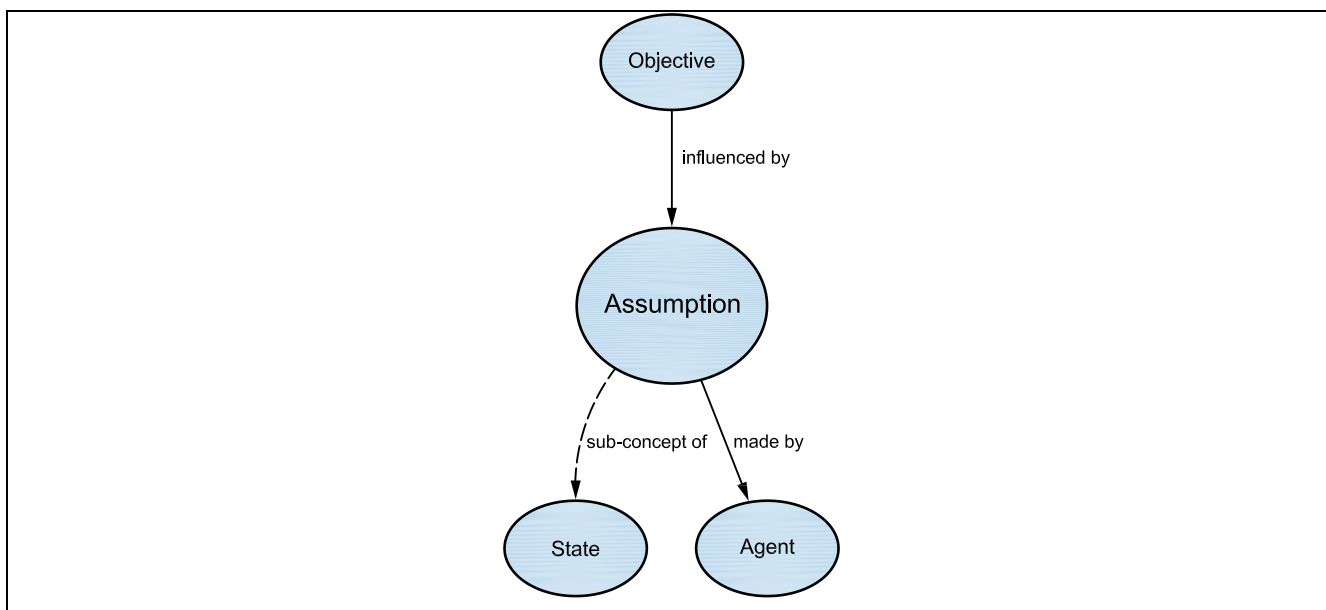 Objective
influenced by
Assumption
sub-concept of
made by
State
Agent